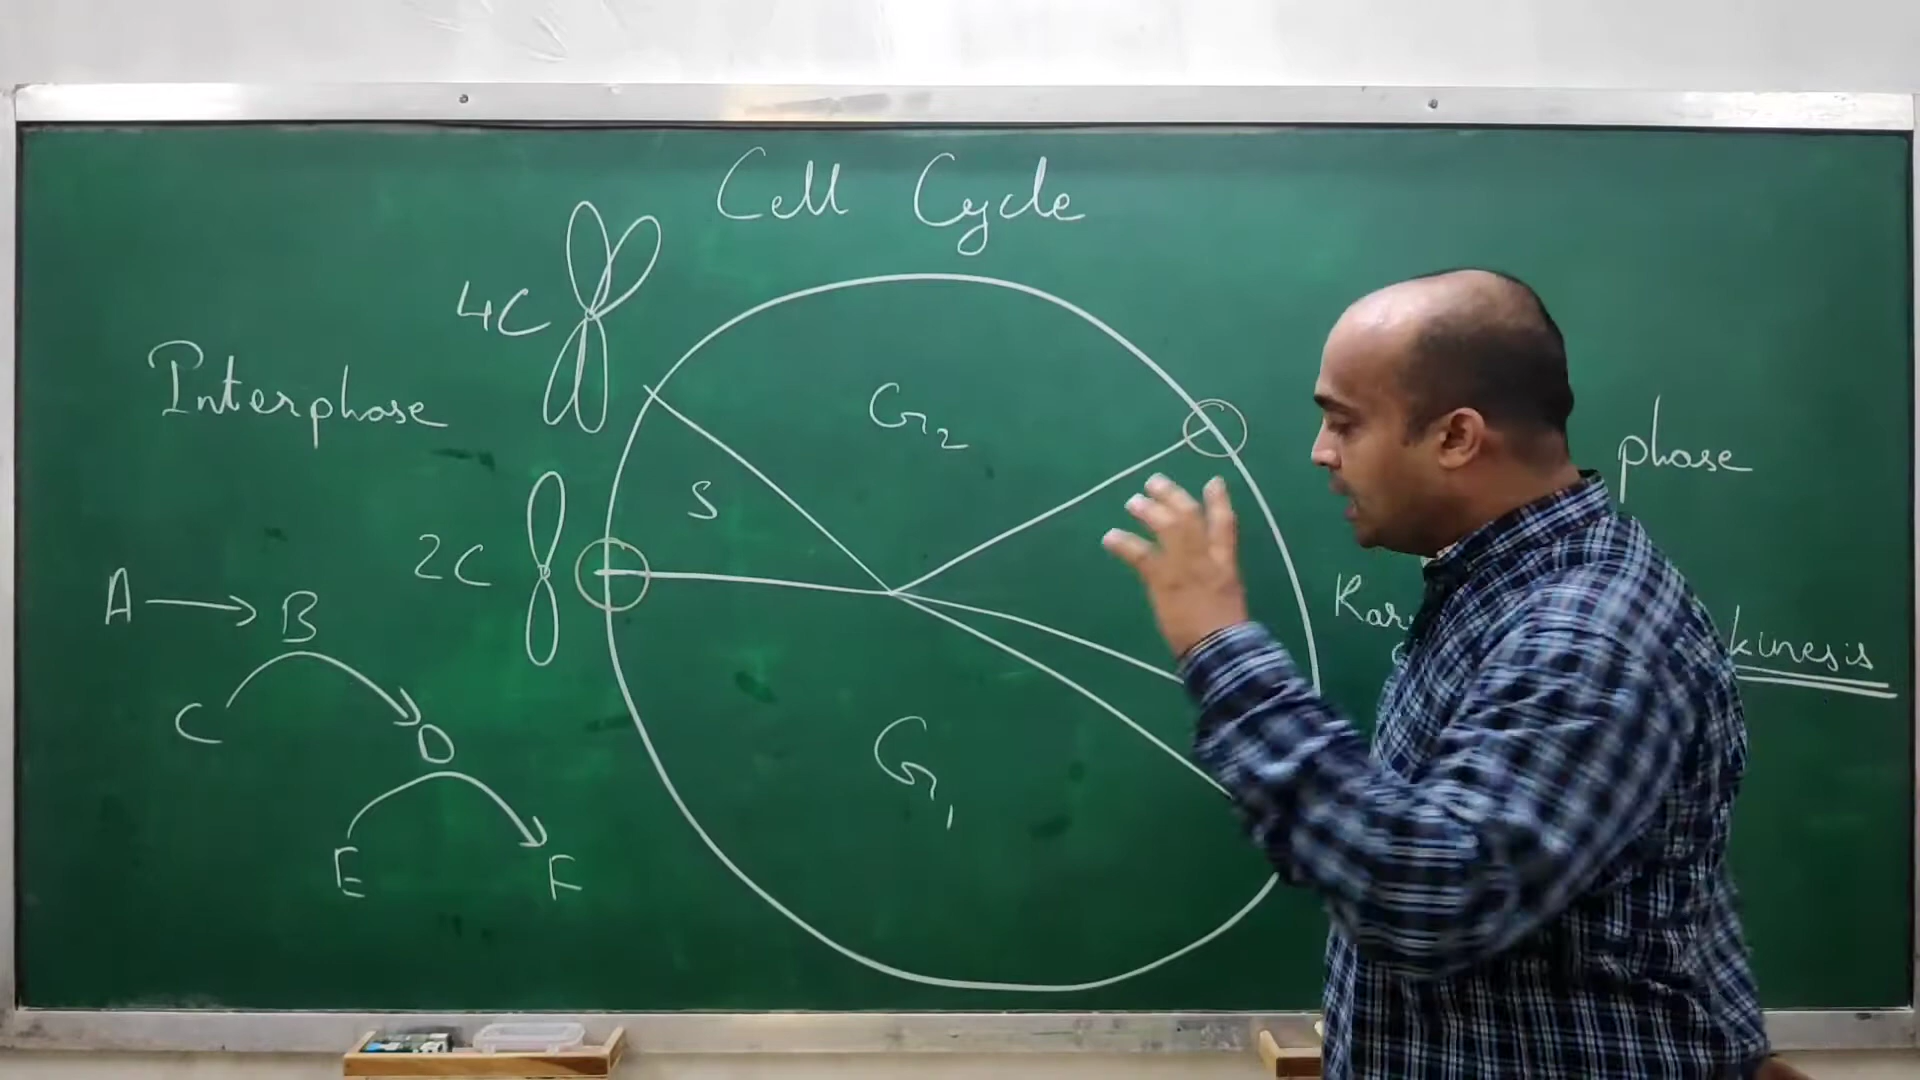 Cell Cycle
4C
Interphase
G2
phase
S
2C
A → B
Kary
kinesis
C
D
G1
E
F